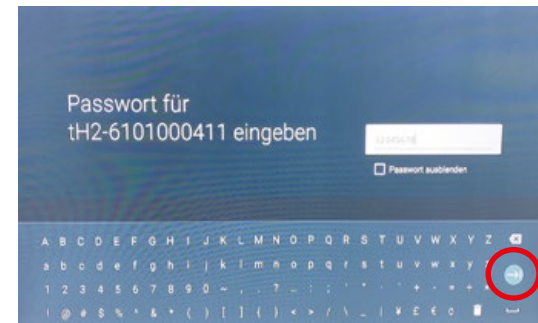 Passwort für
tH2-6101000411 eingeben
12345678
Passwort ausblenden
A B C D E F G H I J K L M N O P Q R S T U V W X Y Z
a b c d e f g h i j k l m n o p q r s t u v w x y z
1 2 3 4 5 6 7 8 9 0 ~ ? _ : ; + - = 
! @ # $ % ^ & * ( ) [ ] { } < > / \ _ | ¥ £ € ¢